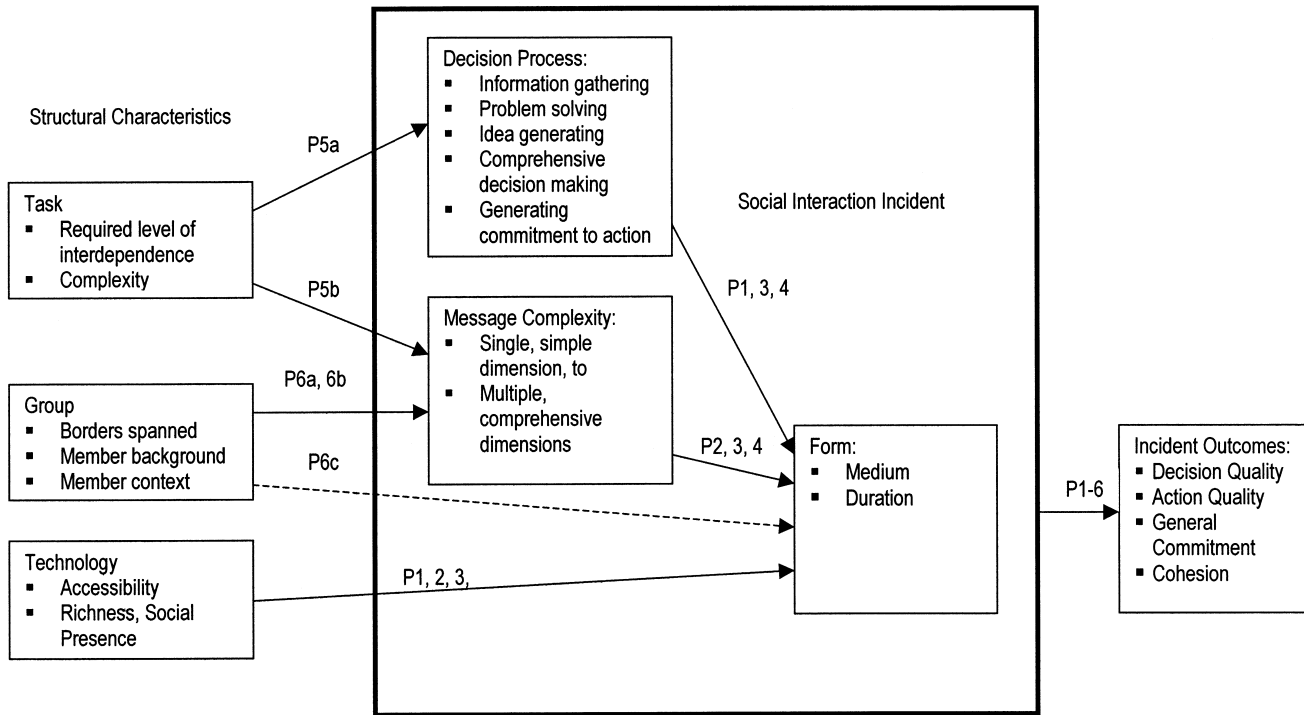 Structural Characteristics
Task
▪ Required level of
interdependence
▪ Complexity
Group
▪ Borders spanned
▪ Member background
▪ Member context
Technology
▪ Accessibility
▪ Richness, Social
Presence
P5a
P5b
P6a, 6b
P6c
P1, 2, 3,
Decision Process:
▪ Information gathering
▪ Problem solving
▪ Idea generating
▪ Comprehensive
decision making
▪ Generating
commitment to action
Message Complexity:
▪ Single, simple
dimension, to
▪ Multiple,
comprehensive
dimensions
Social Interaction Incident
P1, 3, 4
P2, 3, 4
Form:
▪ Medium
▪ Duration
P1-6
Incident Outcomes:
▪ Decision Quality
▪ Action Quality
▪ General
Commitment
▪ Cohesion